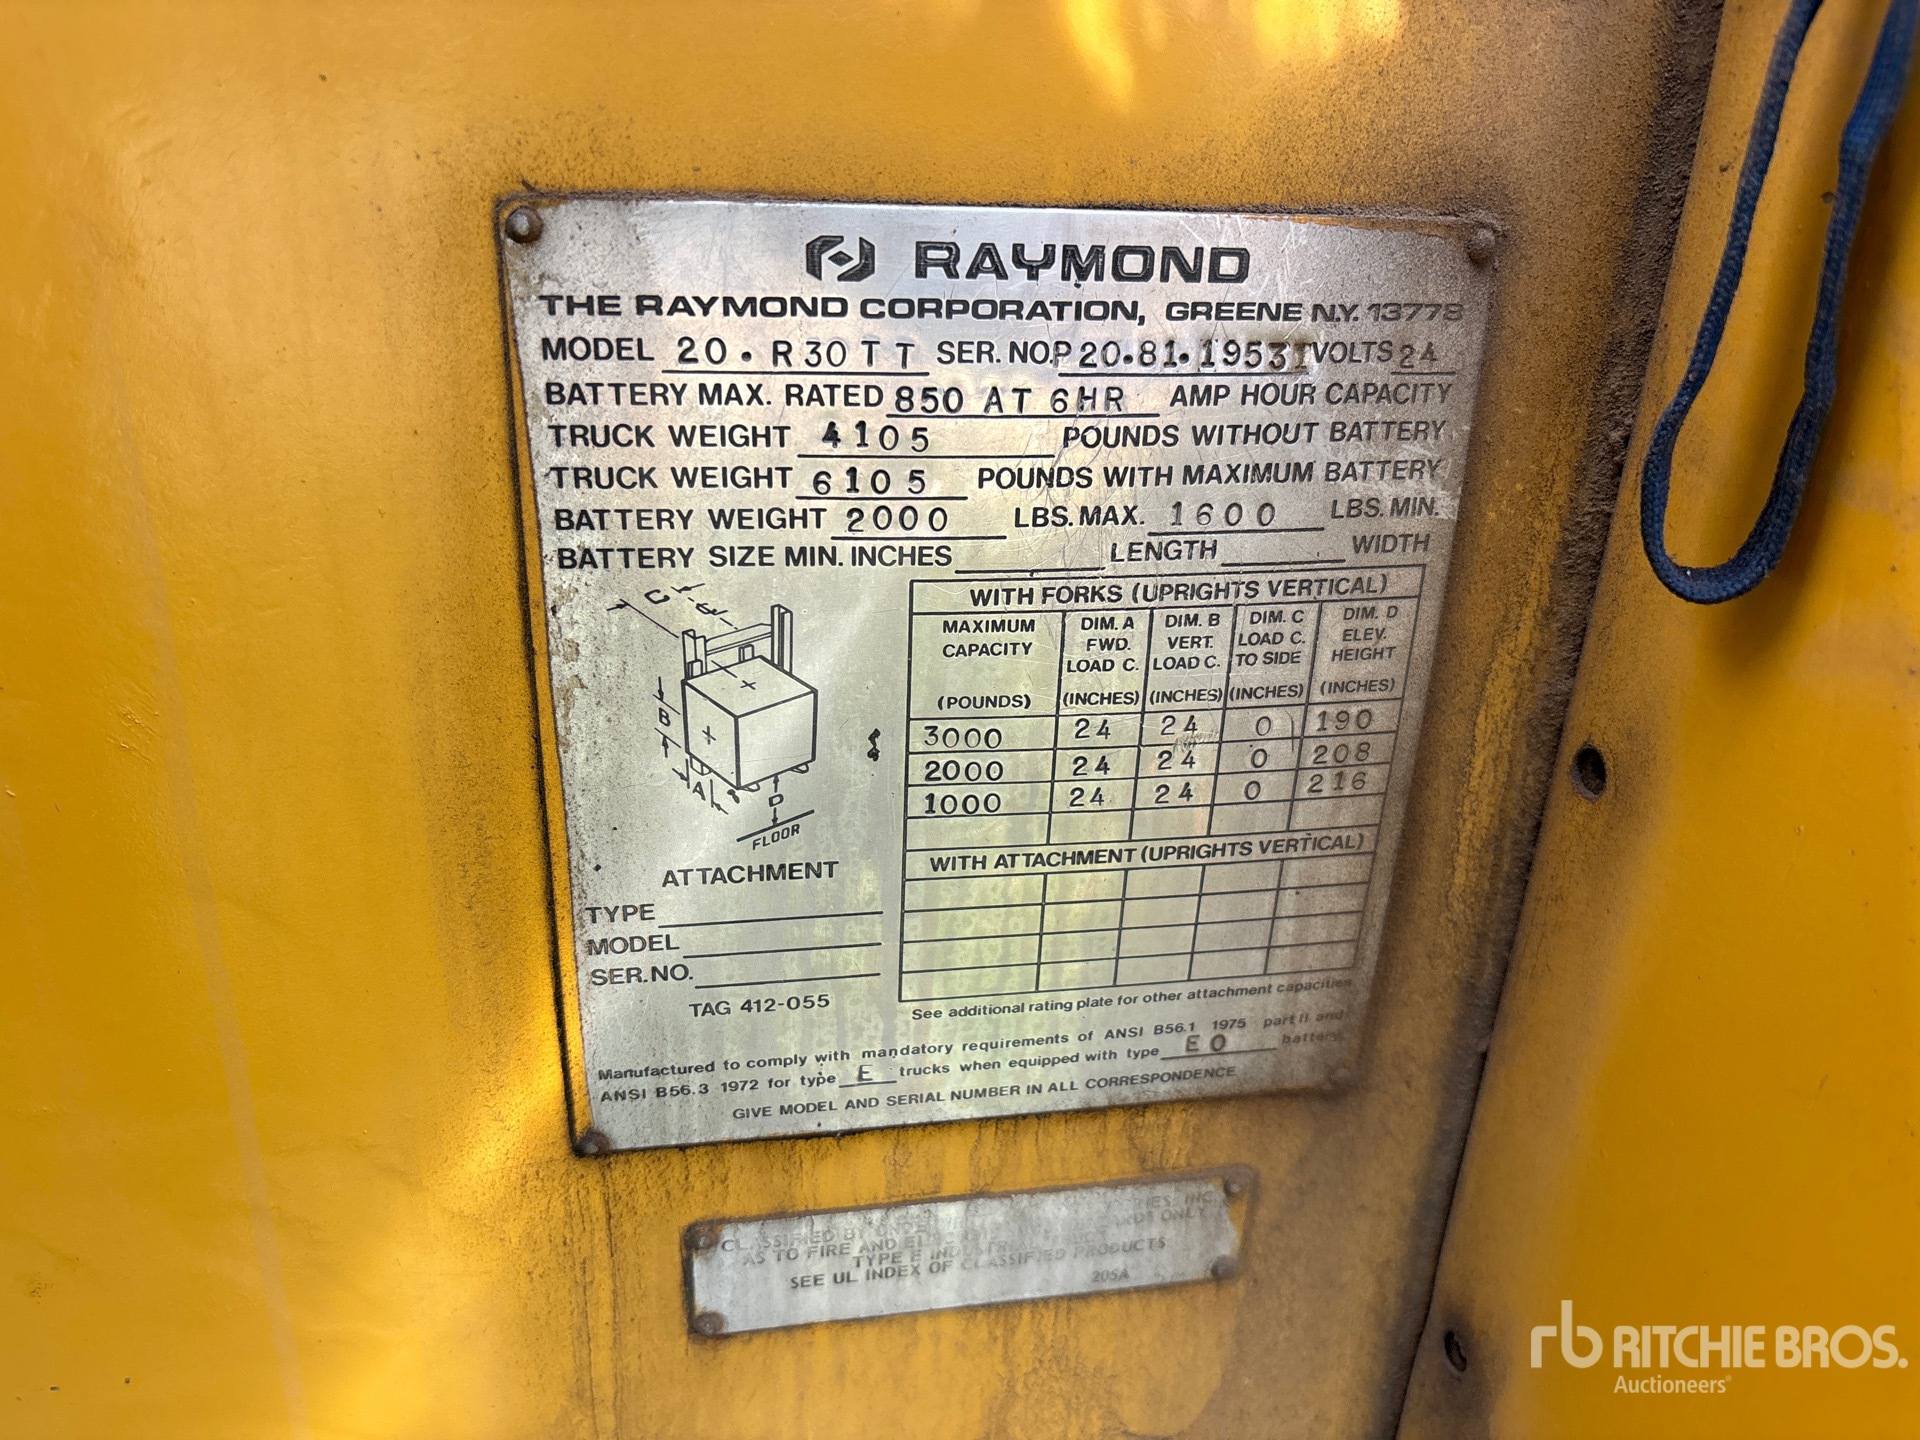 RAYMOND
THE RAYMOND CORPORATION, GREENE N.Y. 13778
MODEL 20·R30TT SER. NO. P20·81·19531 VOLTS 24
BATTERY MAX. RATED 850 AT 6HR AMP HOUR CAPACITY
TRUCK WEIGHT 4105 POUNDS WITHOUT BATTERY
TRUCK WEIGHT 6105 POUNDS WITH MAXIMUM BATTERY
BATTERY WEIGHT 2000 LBS. MAX. 1600 LBS. MIN.
BATTERY SIZE MIN. INCHES LENGTH WIDTH
C
B
A
D
FLOOR
WITH FORKS (UPRIGHTS VERTICAL)
MAXIMUM CAPACITY (POUNDS) DIM. A FWD. LOAD C. (INCHES) DIM. B VERT. LOAD C. (INCHES) DIM. C LOAD C. TO SIDE (INCHES) DIM. D ELEV. HEIGHT (INCHES)
3000 24 24 0 190
2000 24 24 0 208
1000 24 24 0 216
WITH ATTACHMENT (UPRIGHTS VERTICAL)
ATTACHMENT
TYPE
MODEL
SER. NO.
TAG 412-055
See additional rating plate for other attachment capacities
Manufactured to comply with mandatory requirements of ANSI B56.1 1975 part II and
ANSI B56.3 1972 for type E trucks when equipped with type EO battery.
GIVE MODEL AND SERIAL NUMBER IN ALL CORRESPONDENCE
CLASSIFIED BY INC.
AS TO FIRE AND ONLY
TYPE E
SEE UL INDEX OF CLASSIFIED PRODUCTS
205A
rb RITCHIE BROS.
Auctioneers